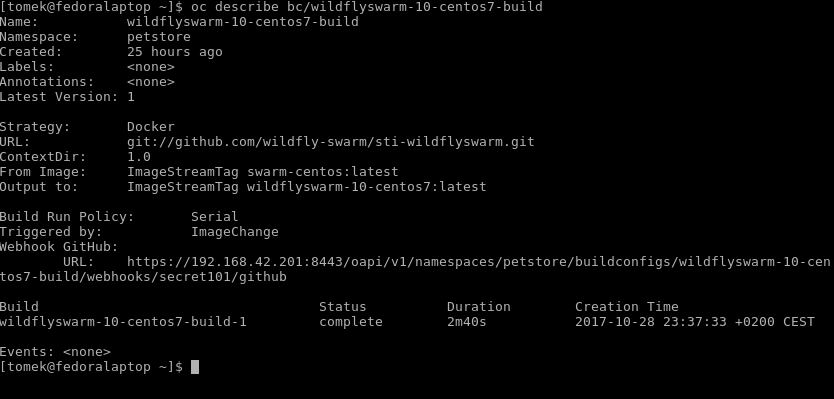 [tomek@fedoralaptop ~]$ oc describe bc/wildflyswarm-10-centos7-build
Name:           wildflyswarm-10-centos7-build
Namespace:      petstore
Created:        25 hours ago
Labels:         <none>
Annotations:    <none>
Latest Version: 1

Strategy:       Docker
URL:            git://github.com/wildfly-swarm/sti-wildflyswarm.git
ContextDir:     1.0
From Image:     ImageStreamTag swarm-centos:latest
Output to:      ImageStreamTag wildflyswarm-10-centos7:latest

Build Run Policy:       Serial
Triggered by:           ImageChange
Webhook GitHub:
        URL:    https://192.168.42.201:8443/oapi/v1/namespaces/petstore/buildconfigs/wildflyswarm-10-cen
tos7-build/webhooks/secret101/github

Build                                   Status          Duration        Creation Time
wildflyswarm-10-centos7-build-1         complete        2m40s           2017-10-28 23:37:33 +0200 CEST

Events: <none>
[tomek@fedoralaptop ~]$